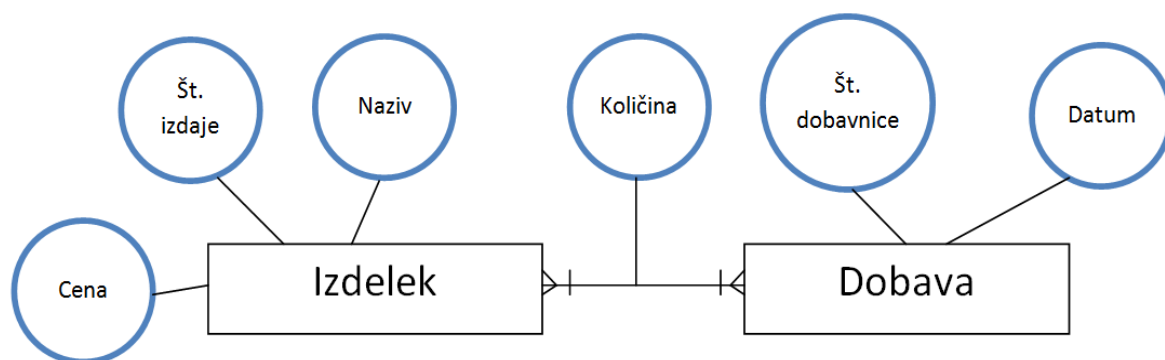 Št.
izdaje
Naziv
Količina
Št.
dobavnice
Datum
Cena
Izdelek
Dobava